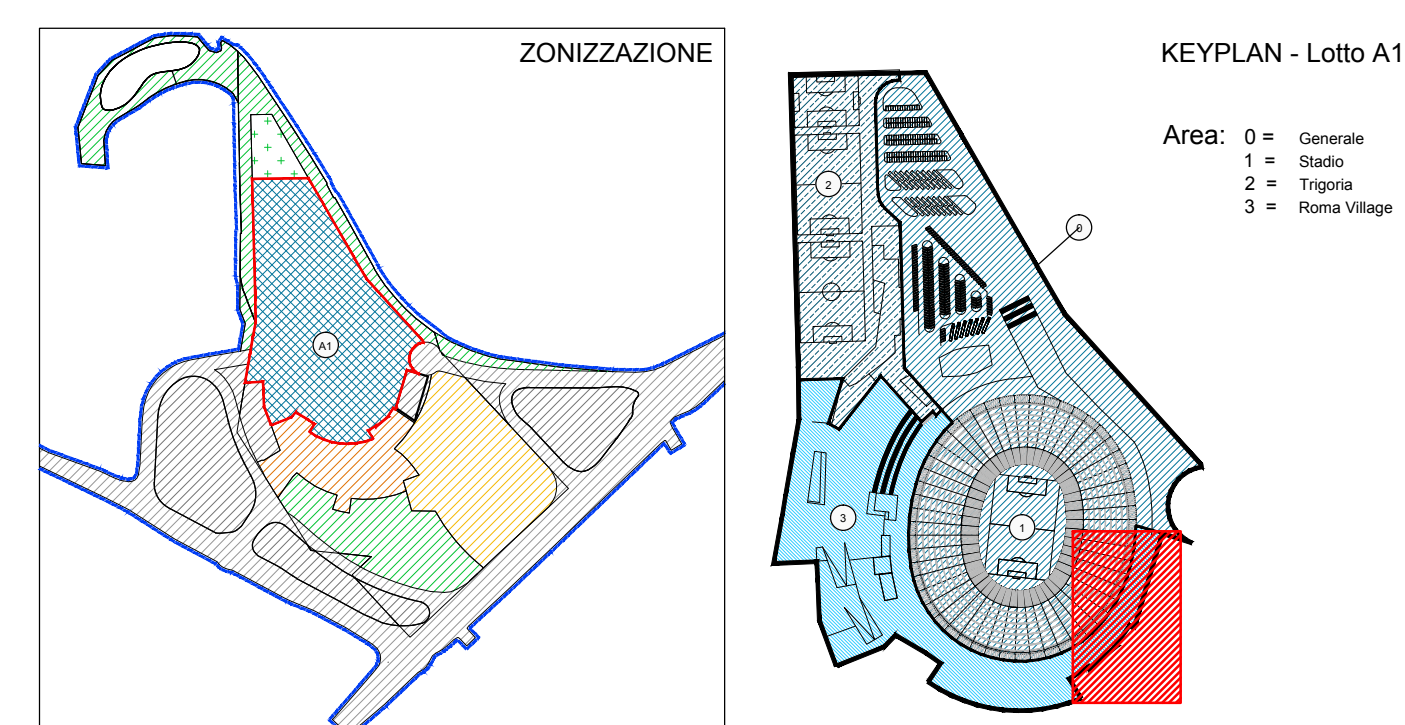 ZONIZZAZIONE
A1
KEYPLAN - Lotto A1
Area: 0 = Generale
1 = Stadio
2 = Trigoria
3 = Roma Village
2
0
3
1